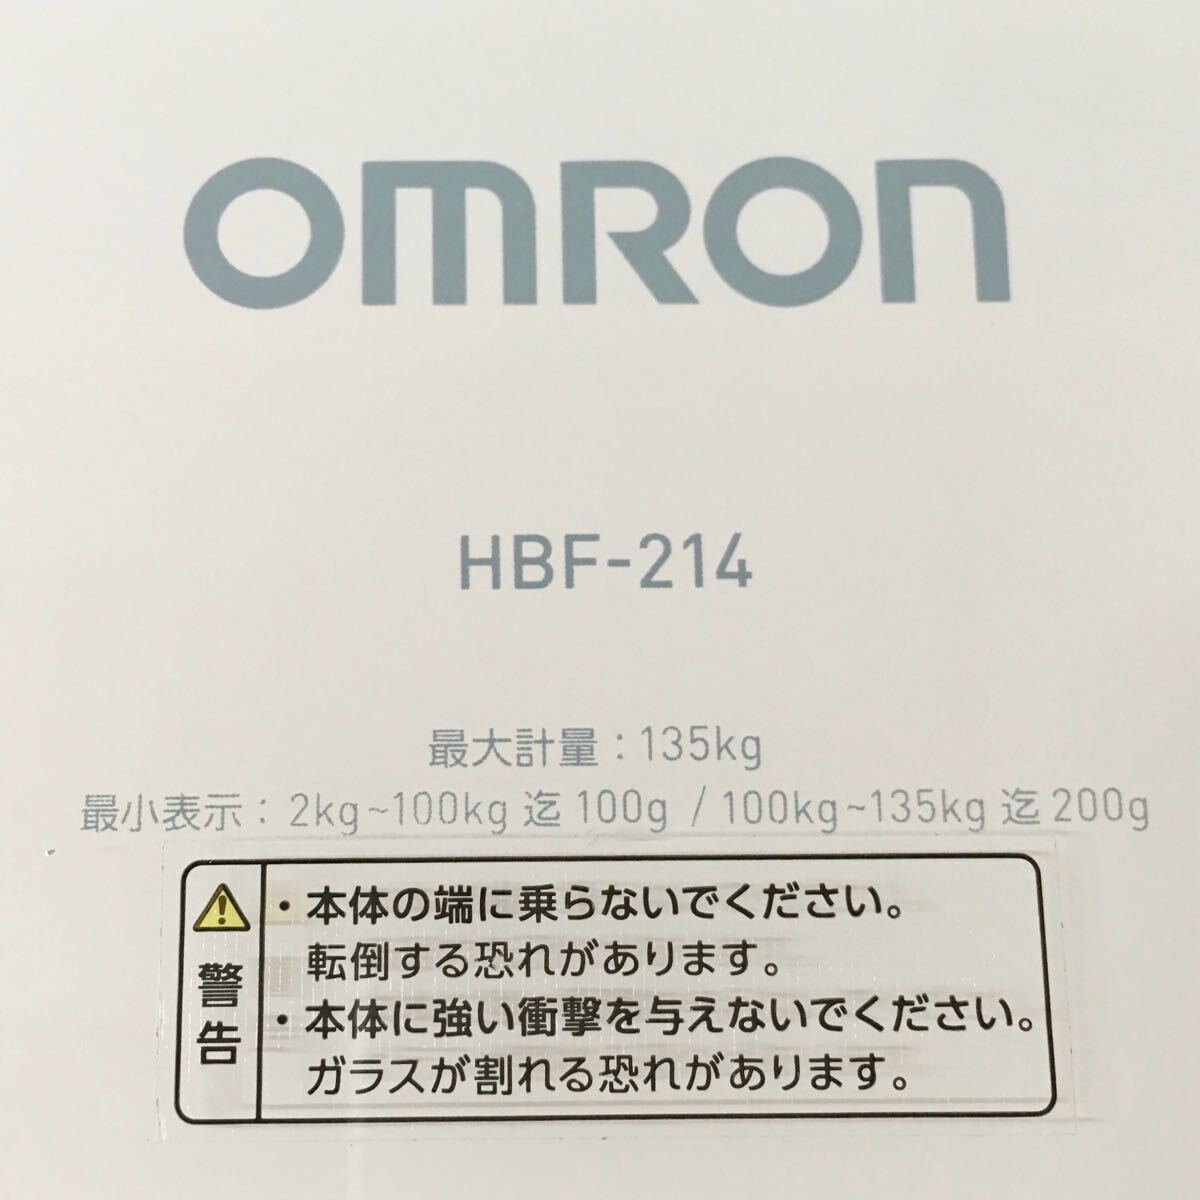 OMRON
HBF-214
最大計量：135kg
最小表示：2kg~100kg 迄 100g / 100kg~135kg 迄 200g
警告
・本体の端に乗らないでください。
転倒する恐れがあります。
・本体に強い衝撃を与えないでください。
ガラスが割れる恐れがあります。